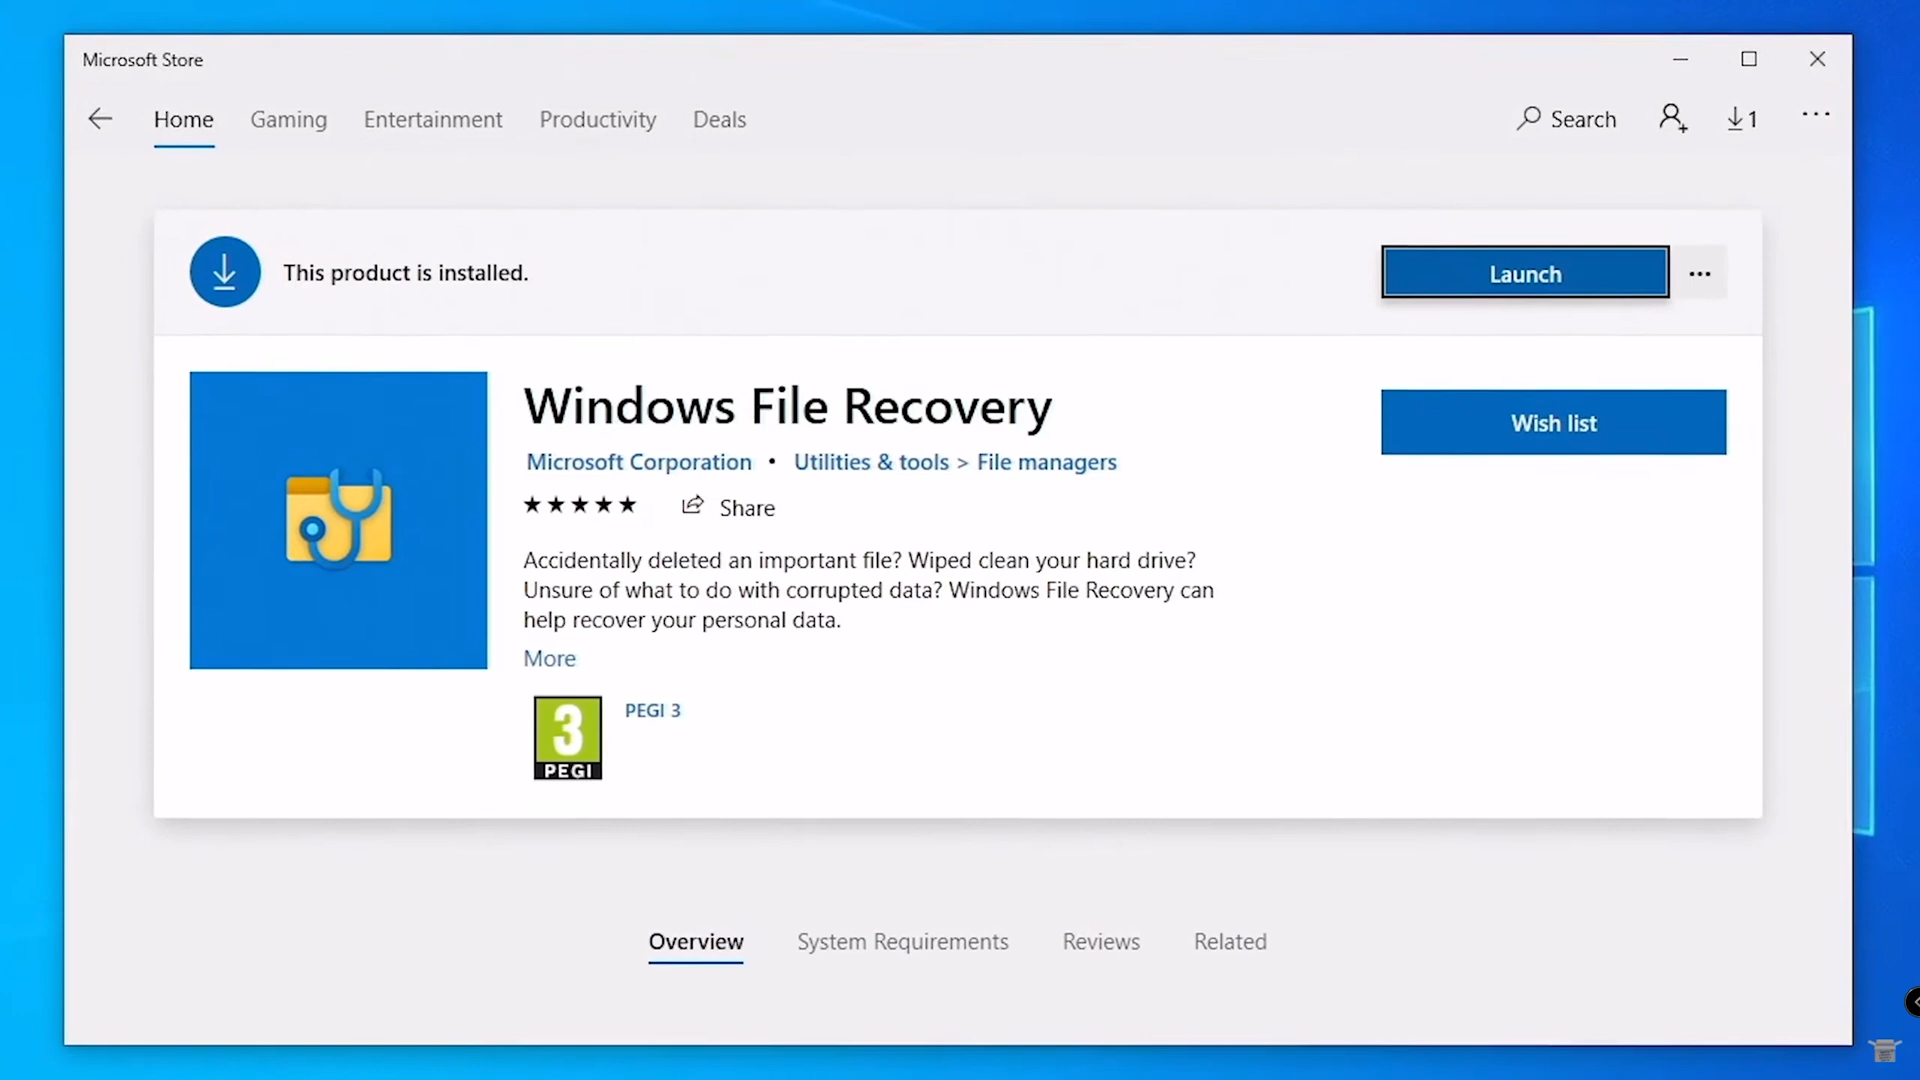 Microsoft Store
Home Gaming Entertainment Productivity Deals Search 1
This product is installed. Launch
Windows File Recovery
Wish list
Microsoft Corporation • Utilities & tools > File managers
Share
Accidentally deleted an important file? Wiped clean your hard drive?
Unsure of what to do with corrupted data? Windows File Recovery can
help recover your personal data.
More
3
PEGI
PEGI 3
Overview System Requirements Reviews Related